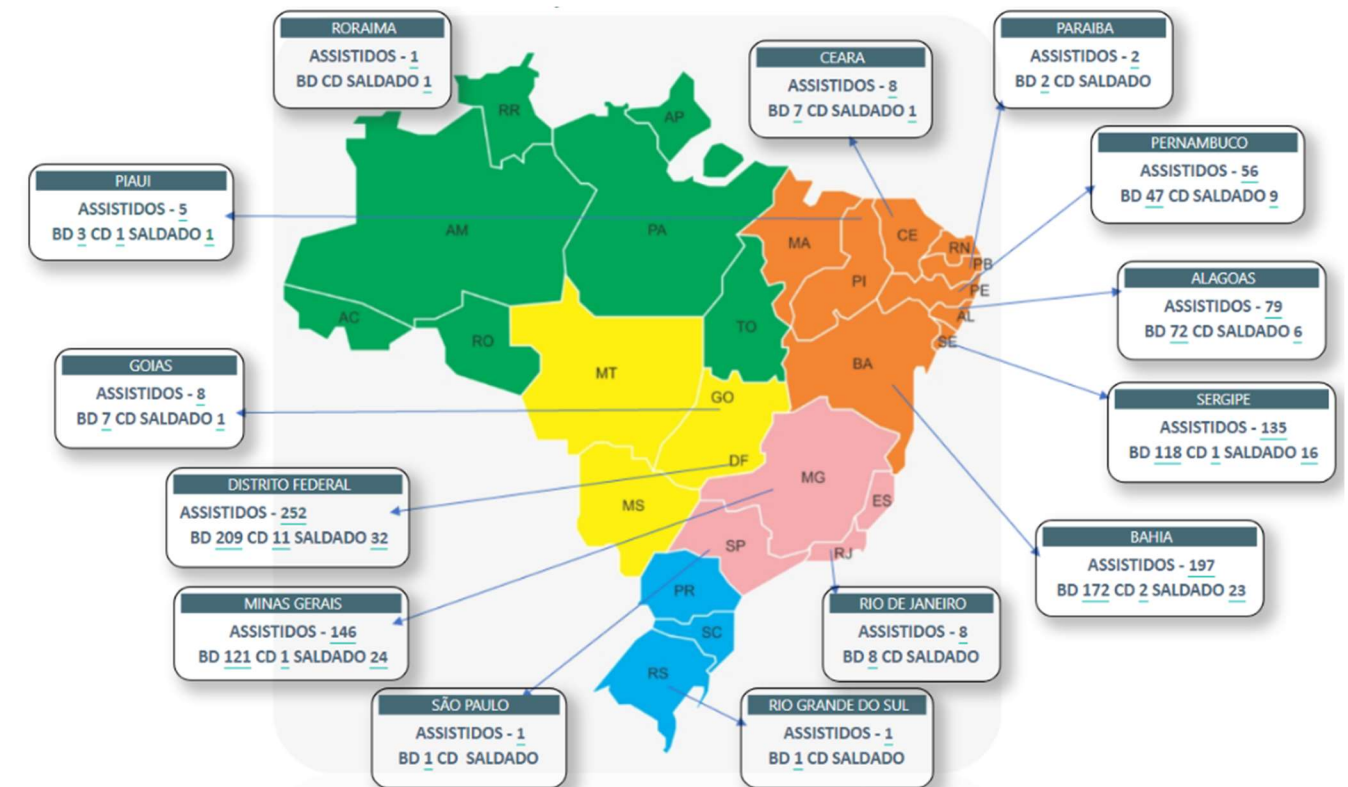 RORAIMA
ASSISTIDOS - 1
BD CD SALDADO 1
PARAIBA
ASSISTIDOS - 2
BD 2 CD SALDADO
CEARA
ASSISTIDOS - 8
BD 7 CD SALDADO 1
PERNAMBUCO
ASSISTIDOS - 56
BD 47 CD SALDADO 9
PIAUI
ASSISTIDOS - 5
BD 3 CD 1 SALDADO 1
ALAGOAS
ASSISTIDOS - 79
BD 72 CD SALDADO 6
GOIAS
ASSISTIDOS - 8
BD 7 CD SALDADO 1
SERGIPE
ASSISTIDOS - 135
BD 118 CD 1 SALDADO 16
DISTRITO FEDERAL
ASSISTIDOS - 252
BD 209 CD 11 SALDADO 32
BAHIA
ASSISTIDOS - 197
BD 172 CD 2 SALDADO 23
MINAS GERAIS
ASSISTIDOS - 146
BD 121 CD 1 SALDADO 24
RIO DE JANEIRO
ASSISTIDOS - 8
BD 8 CD SALDADO
SÃO PAULO
ASSISTIDOS - 1
BD 1 CD SALDADO
RIO GRANDE DO SUL
ASSISTIDOS - 1
BD 1 CD SALDADO
RR
AP
AM
PA
MA
CE
RN
PB
PI
PE
AL
AC
RO
TO
SE
BA
MT
GO
DF
MG
MS
ES
SP
RJ
PR
SC
RS